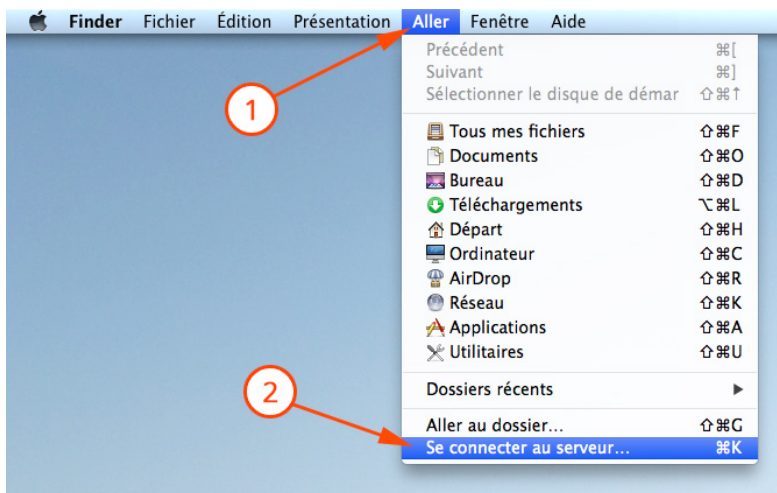 Finder Fichier Édition Présentation Aller Fenêtre Aide
Précédent ⌘[
Suivant ⌘]
Sélectionner le disque de démar ⇧⌘↑
1
Tous mes fichiers ⇧⌘F
Documents ⇧⌘O
Bureau ⇧⌘D
Téléchargements ⌥⌘L
Départ ⇧⌘H
Ordinateur ⇧⌘C
AirDrop ⇧⌘R
Réseau ⇧⌘K
Applications ⇧⌘A
Utilitaires ⇧⌘U
Dossiers récents
2
Aller au dossier... ⇧⌘G
Se connecter au serveur... ⌘K